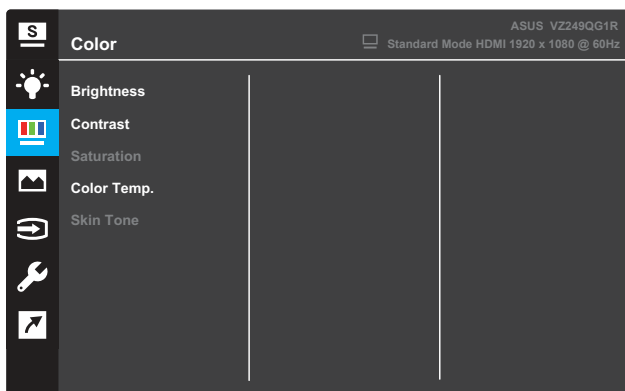 S
ASUS VZ249QG1R
Color
Standard Mode HDMI 1920 x 1080 @ 60Hz
Brightness
Contrast
Saturation
Color Temp.
Skin Tone